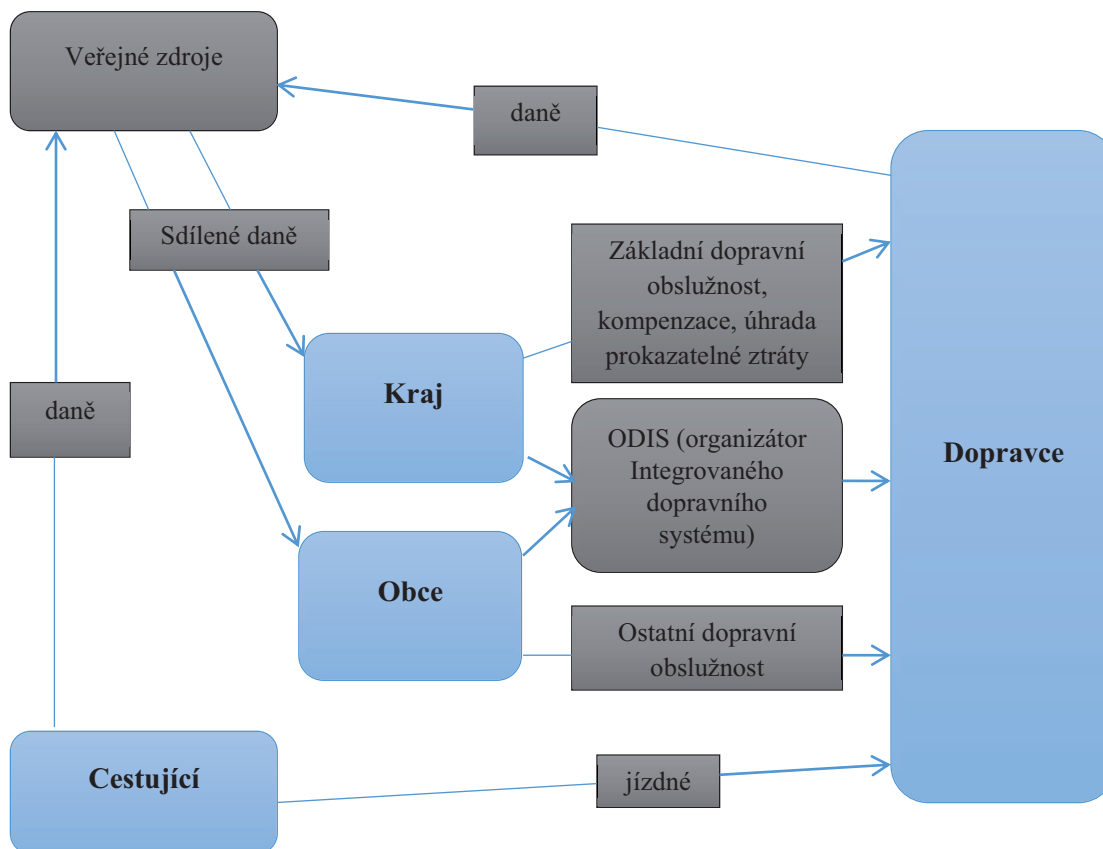 Veřejné zdroje
daně
Sdílené daně
Základní dopravní
obslužnost,
kompenzace, úhrada
prokazatelné ztráty
Kraj
daně
ODIS (organizátor
Integrovaného
dopravního
systému)
Dopravce
Obce
Ostatní dopravní
obslužnost
Cestující
jízdné